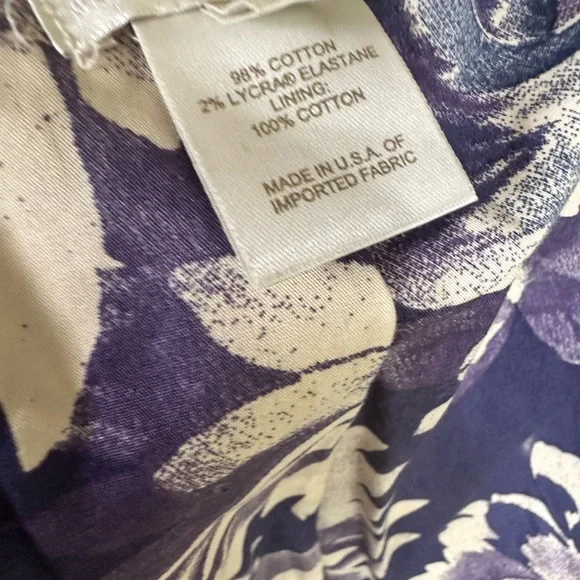 98% COTTON
2% LYCRA® ELASTANE
LINING:
100% COTTON
MADE IN U.S.A. OF
IMPORTED FABRIC